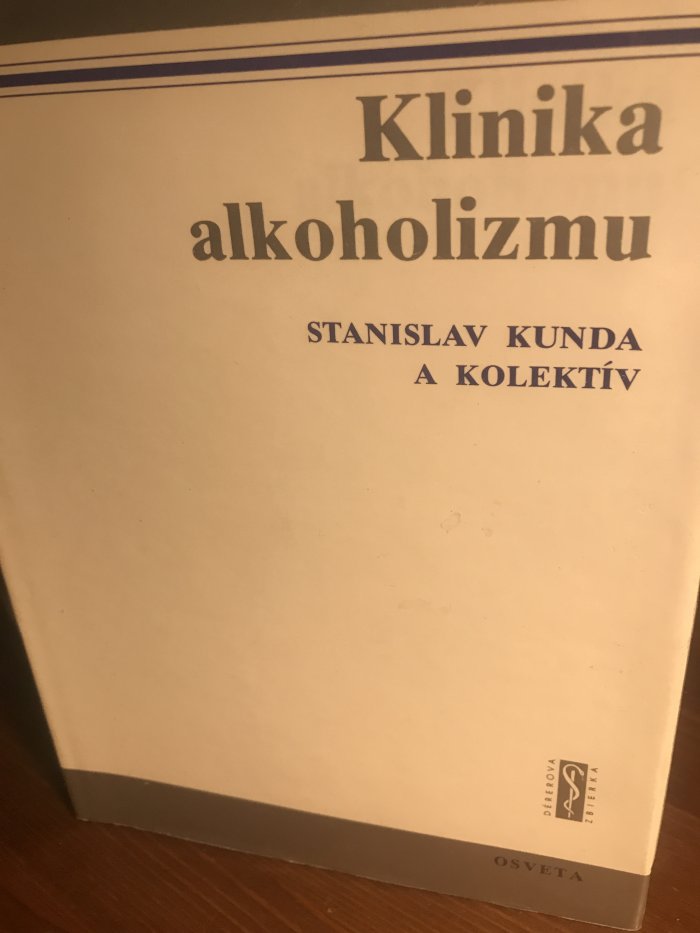 Klinika
alkoholizmu
STANISLAV KUNDA
A KOLEKTÍV
DÉREROVA
ZBIERKA
OSVETA